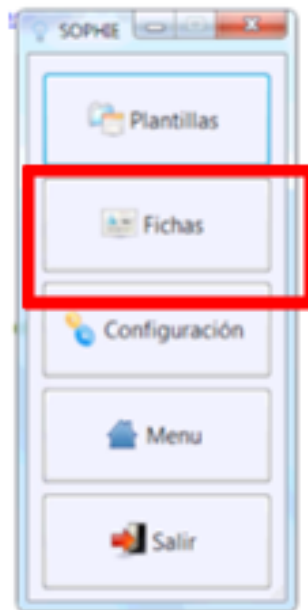 SOPHIE
Plantillas
Fichas
Configuración
Menu
Salir